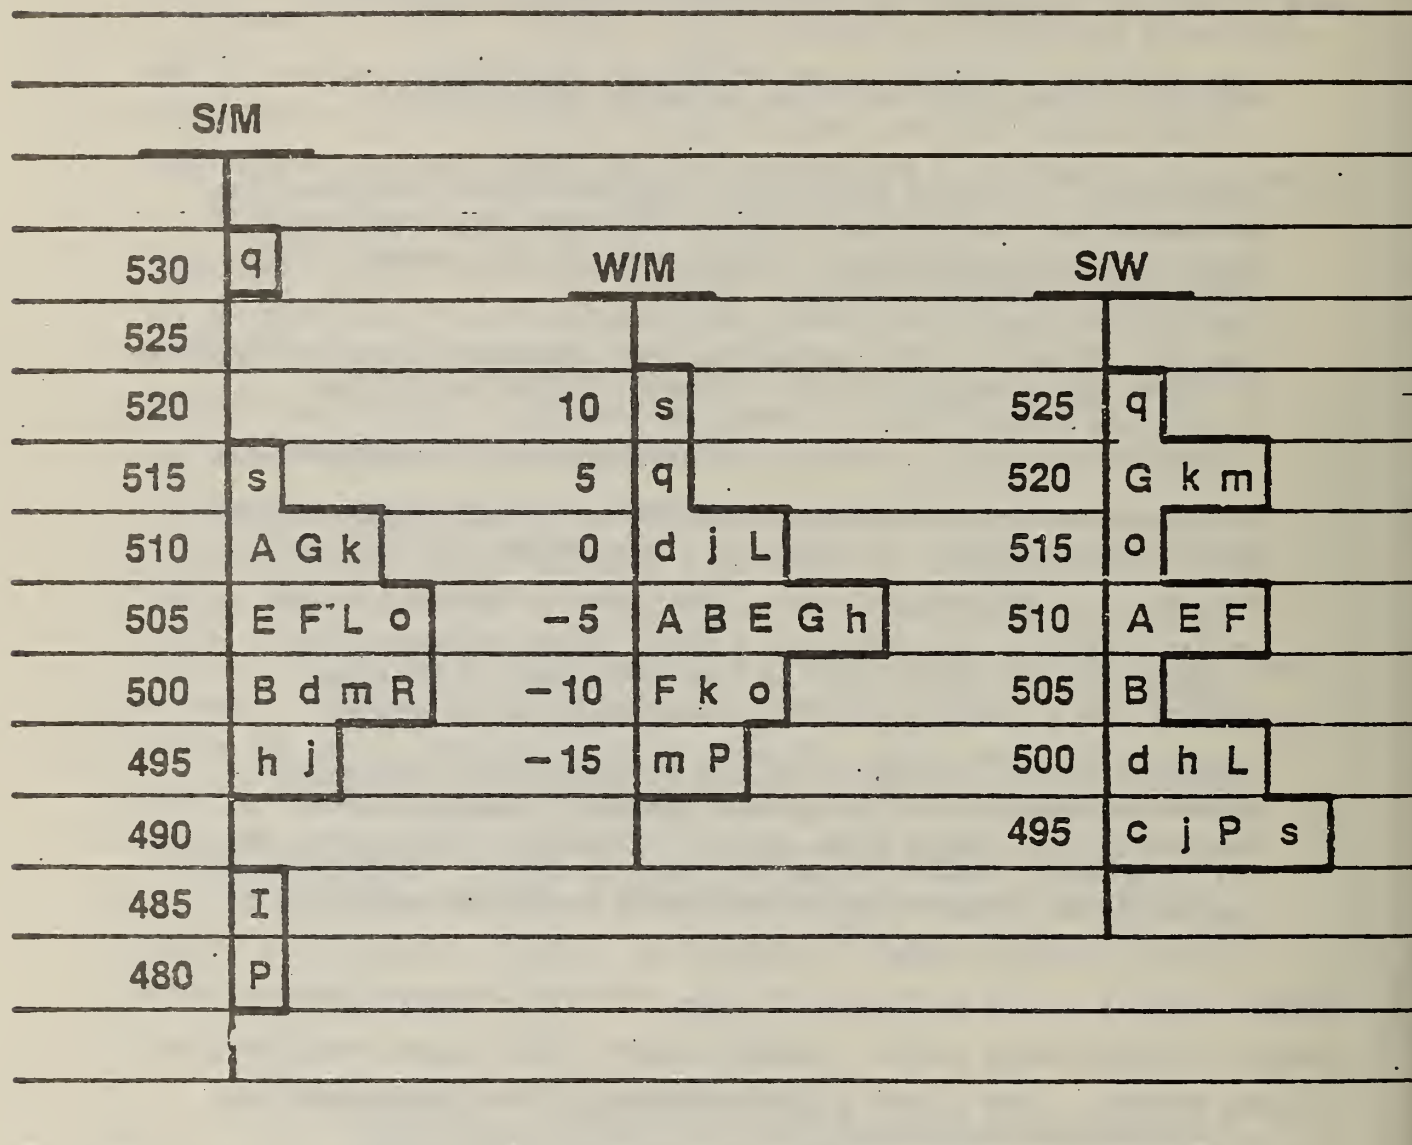 S/M
530 q W/M S/W
525
520 10 s 525 q
515 s 5 q 520 G k m
510 A G k 0 d j L 515 o
505 E F L o -5 A B E G h 510 A E F
500 B d m R -10 F k o 505 B
495 h j -15 m P 500 d h L
490 495 c j P s
485 I
480 P